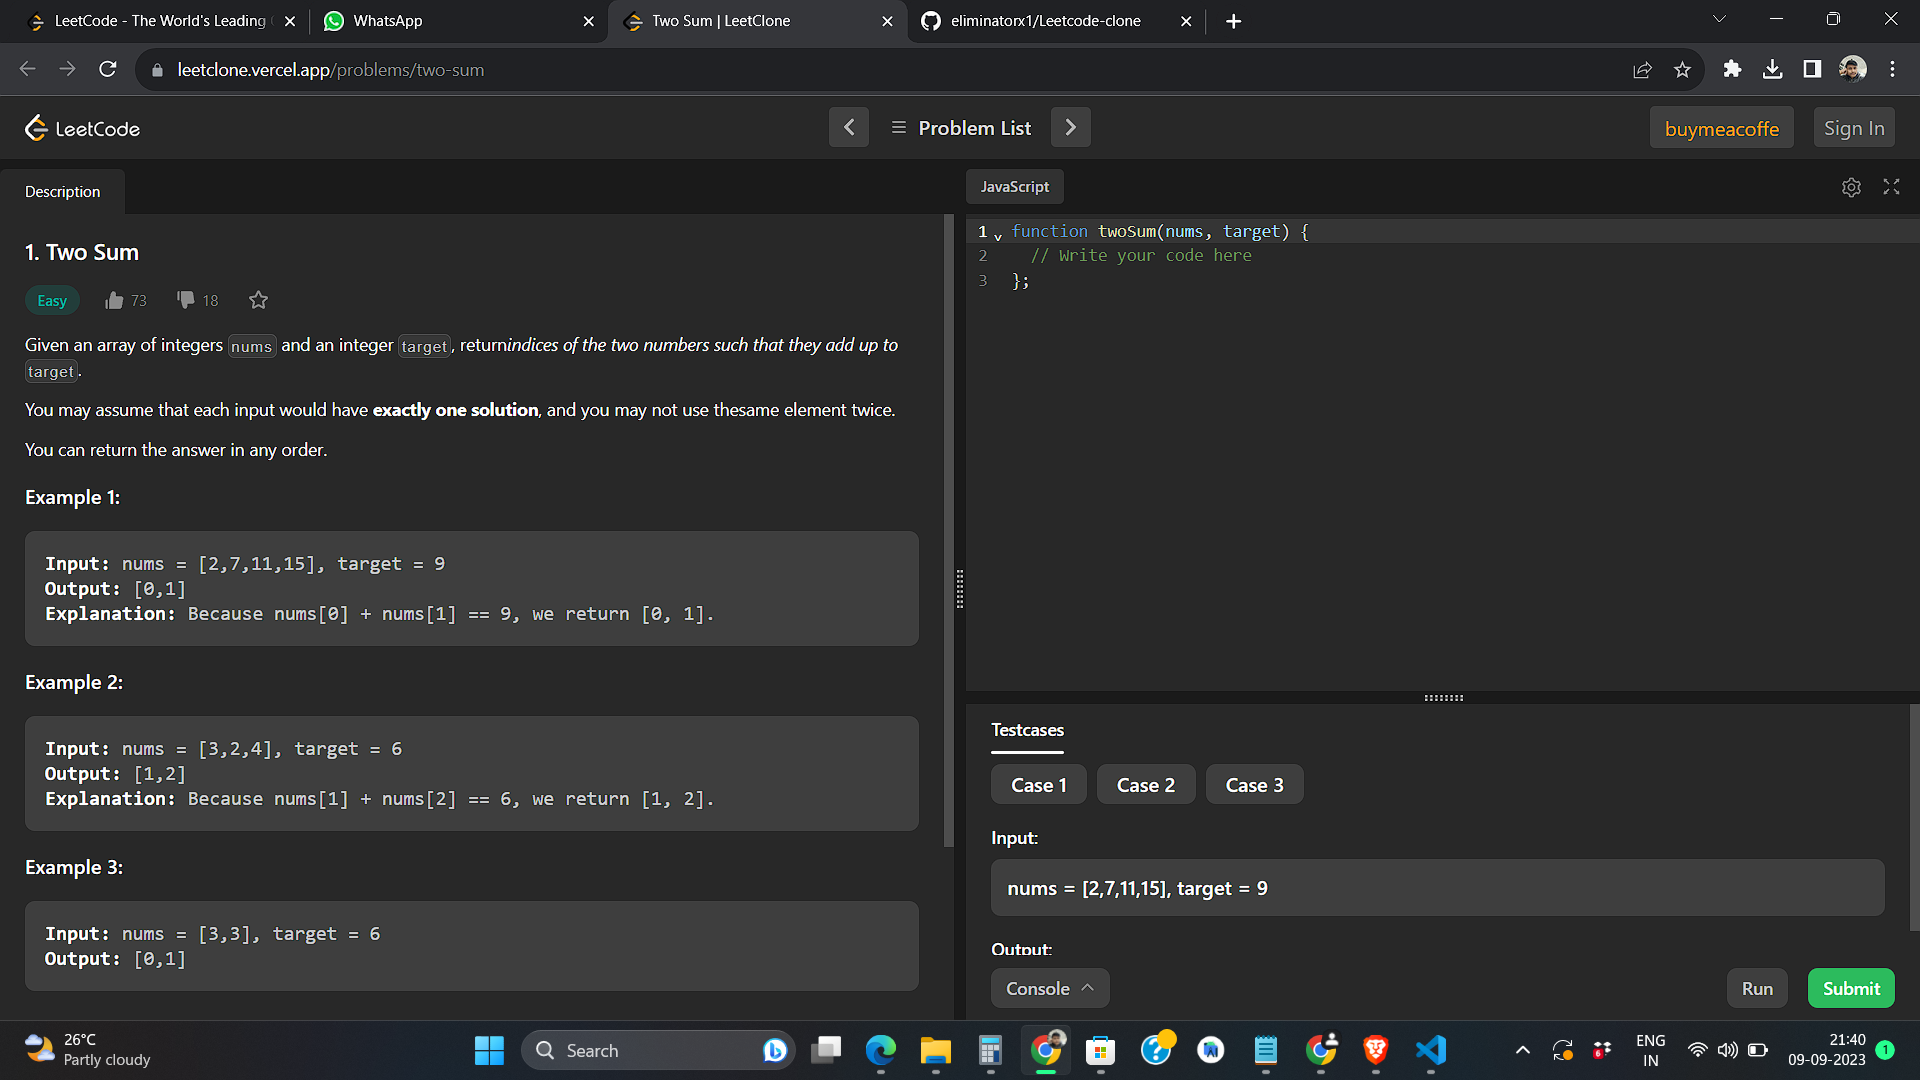 LeetCode - The World's Leading
WhatsApp
Two Sum | LeetClone
eliminatorx1/Leetcode-clone
leetclone.vercel.app/problems/two-sum
LeetCode
Problem List
buymeacoffe
Sign In
Description
1. Two Sum
Easy
73
18
Given an array of integers nums and an integer target, returnindices of the two numbers such that they add up to
target.
You may assume that each input would have exactly one solution, and you may not use thesame element twice.
You can return the answer in any order.
Example 1:
Input: nums = [2,7,11,15], target = 9
Output: [0,1]
Explanation: Because nums[0] + nums[1] == 9, we return [0, 1].
Example 2:
Input: nums = [3,2,4], target = 6
Output: [1,2]
Explanation: Because nums[1] + nums[2] == 6, we return [1, 2].
Example 3:
Input: nums = [3,3], target = 6
Output: [0,1]
JavaScript
1 function twoSum(nums, target) {
2 // Write your code here
3 };
Testcases
Case 1
Case 2
Case 3
Input:
nums = [2,7,11,15], target = 9
Output:
Console
Run
Submit
26°C
Partly cloudy
Search
ENG
IN
21:40
09-09-2023
1